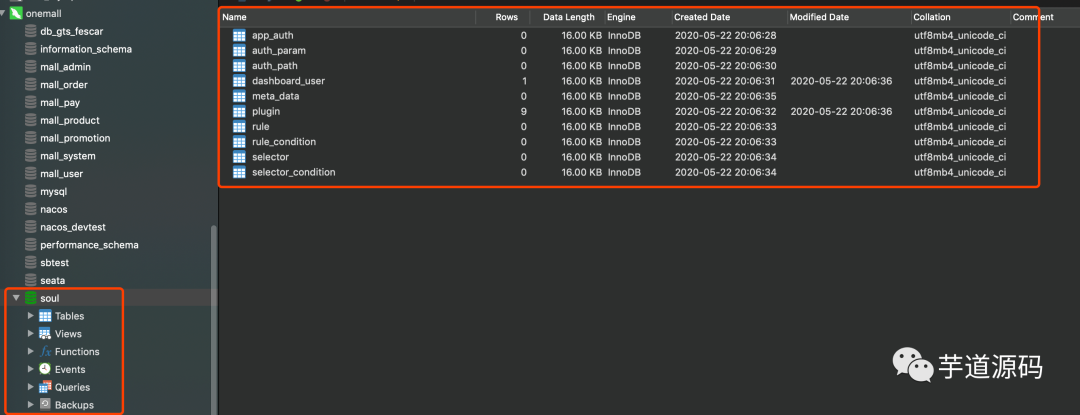 onemall
db_gts_fescar
information_schema
mall_admin
mall_order
mall_pay
mall_product
mall_promotion
mall_system
mall_user
mysql
nacos
nacos_devtest
performance_schema
sbtest
seata
soul
Tables
Views
fx Functions
Events
Queries
Backups
Name Rows Data Length Engine Created Date Modified Date Collation Comment
app_auth 0 16.00 KB InnoDB 2020-05-22 20:06:28 utf8mb4_unicode_ci
auth_param 0 16.00 KB InnoDB 2020-05-22 20:06:29 utf8mb4_unicode_ci
auth_path 0 16.00 KB InnoDB 2020-05-22 20:06:30 utf8mb4_unicode_ci
dashboard_user 1 16.00 KB InnoDB 2020-05-22 20:06:31 2020-05-22 20:06:36 utf8mb4_unicode_ci
meta_data 0 16.00 KB InnoDB 2020-05-22 20:06:35 utf8mb4_unicode_ci
plugin 9 16.00 KB InnoDB 2020-05-22 20:06:32 2020-05-22 20:06:36 utf8mb4_unicode_ci
rule 0 16.00 KB InnoDB 2020-05-22 20:06:33 utf8mb4_unicode_ci
rule_condition 0 16.00 KB InnoDB 2020-05-22 20:06:33 utf8mb4_unicode_ci
selector 0 16.00 KB InnoDB 2020-05-22 20:06:34 utf8mb4_unicode_ci
selector_condition 0 16.00 KB InnoDB 2020-05-22 20:06:34 utf8mb4_unicode_ci
芋道源码